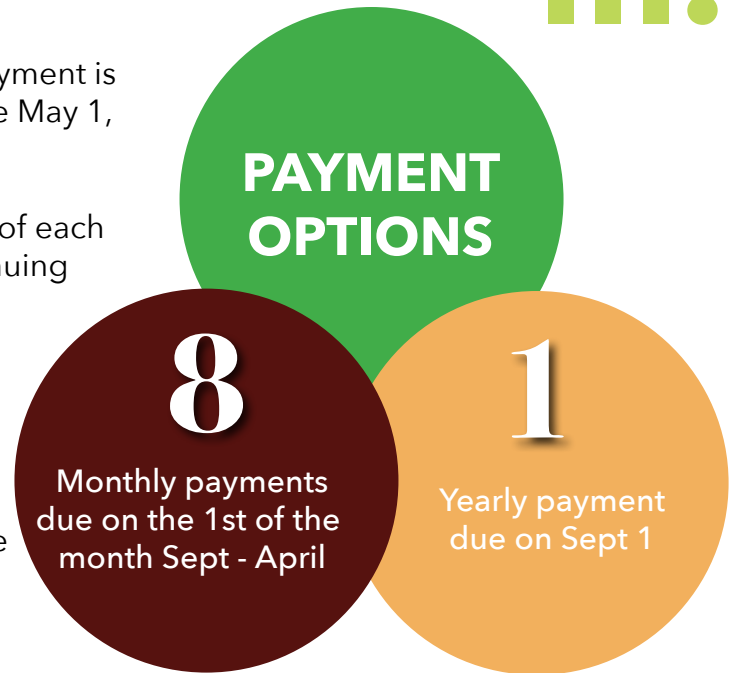 yment is
e May 1,
of each
nuing
e
PAYMENT
OPTIONS
8
Monthly payments
due on the 1st of the
month Sept - April
1
Yearly payment
due on Sept 1